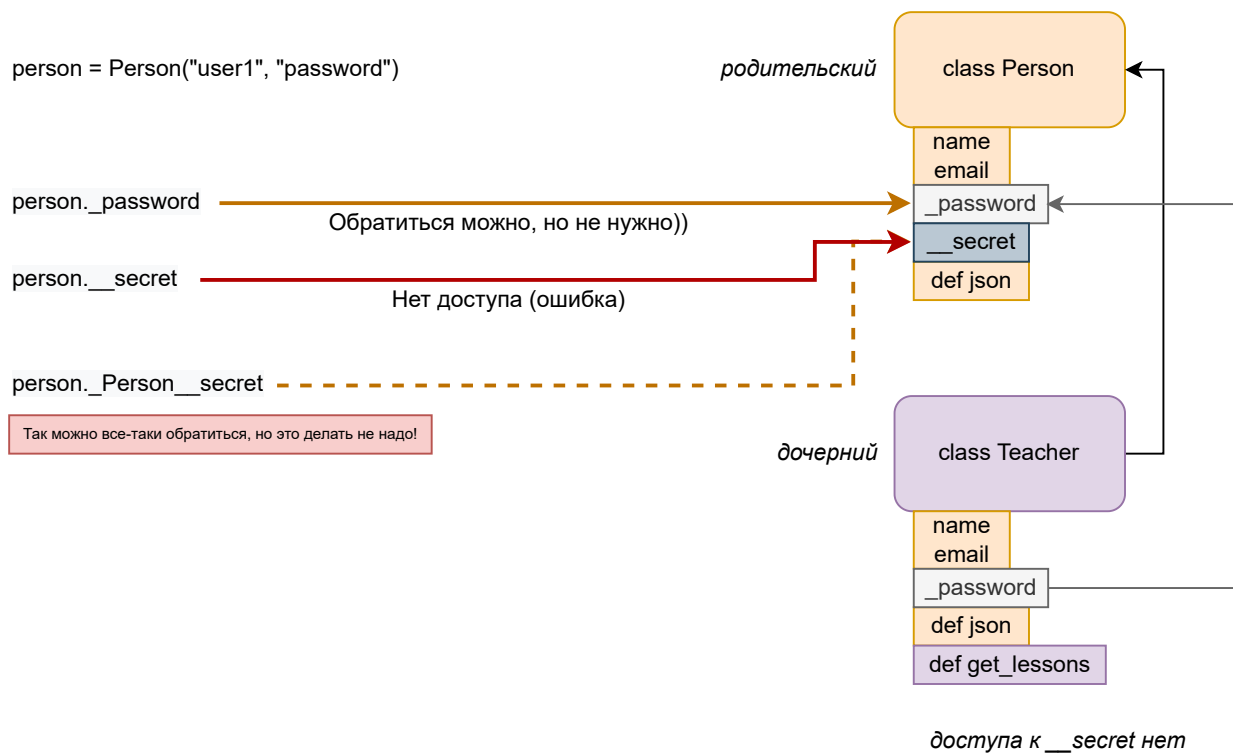 person = Person("user1", "password")
родительский
class Person
name
email
person._password
_password
Обратиться можно, но не нужно))
__secret
person.__secret
def json
Нет доступа (ошибка)
person._Person__secret
Так можно все-таки обратиться, но это делать не надо!
дочерний
class Teacher
name
email
_password
def json
def get_lessons
доступа к __secret нет